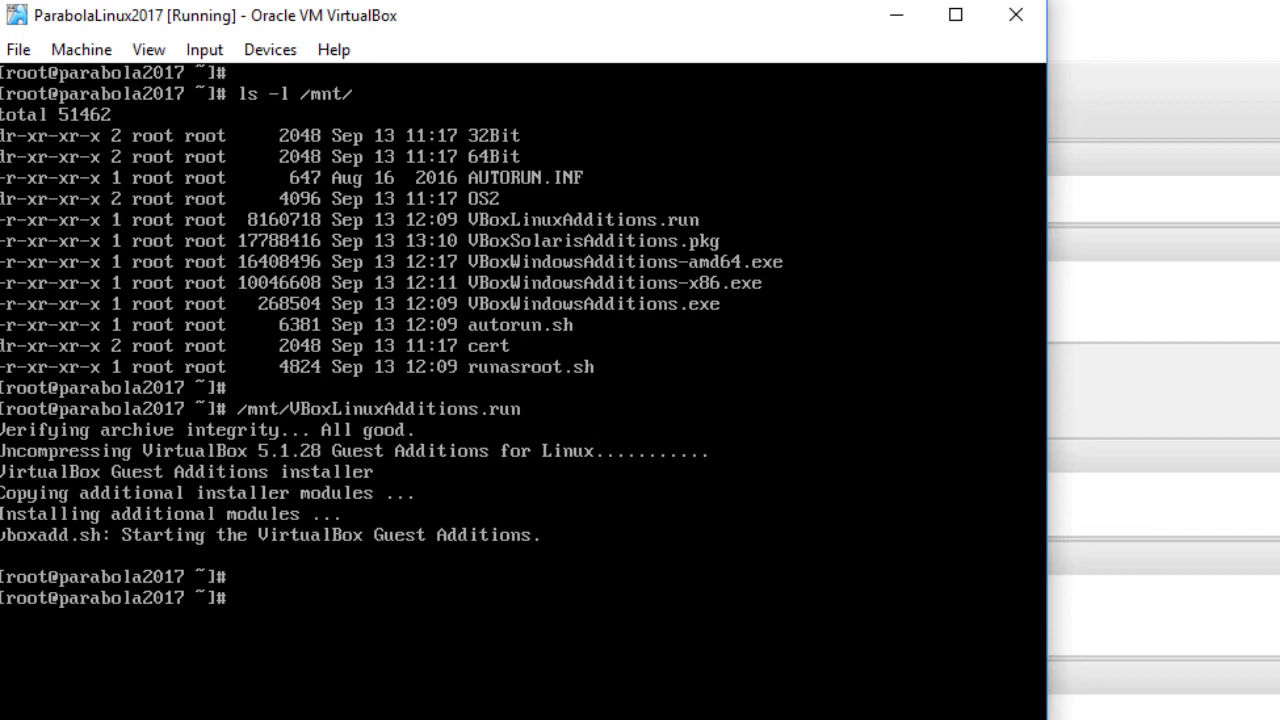 ParabolaLinux2017 [Running] - Oracle VM VirtualBox
File Machine View Input Devices Help
[root@parabola2017 ~]#
[root@parabola2017 ~]# ls -l /mnt/
total 51462
dr-xr-xr-x 2 root root 2048 Sep 13 11:17 32Bit
dr-xr-xr-x 2 root root 2048 Sep 13 11:17 64Bit
-r-xr-xr-x 1 root root 647 Aug 16 2016 AUTORUN.INF
dr-xr-xr-x 2 root root 4096 Sep 13 11:17 OS2
-r-xr-xr-x 1 root root 8160718 Sep 13 12:09 VBoxLinuxAdditions.run
-r-xr-xr-x 1 root root 17788416 Sep 13 13:10 VBoxSolarisAdditions.pkg
-r-xr-xr-x 1 root root 16408496 Sep 13 12:17 VBoxWindowsAdditions-amd64.exe
-r-xr-xr-x 1 root root 10046608 Sep 13 12:11 VBoxWindowsAdditions-x86.exe
-r-xr-xr-x 1 root root 268504 Sep 13 12:09 VBoxWindowsAdditions.exe
-r-xr-xr-x 1 root root 6381 Sep 13 12:09 autorun.sh
dr-xr-xr-x 2 root root 2048 Sep 13 11:17 cert
-r-xr-xr-x 1 root root 4824 Sep 13 12:09 runasroot.sh
[root@parabola2017 ~]#
[root@parabola2017 ~]# /mnt/VBoxLinuxAdditions.run
Verifying archive integrity... All good.
Uncompressing VirtualBox 5.1.28 Guest Additions for Linux...........
VirtualBox Guest Additions installer
Copying additional installer modules ...
Installing additional modules ...
vboxadd.sh: Starting the VirtualBox Guest Additions.
[root@parabola2017 ~]#
[root@parabola2017 ~]#